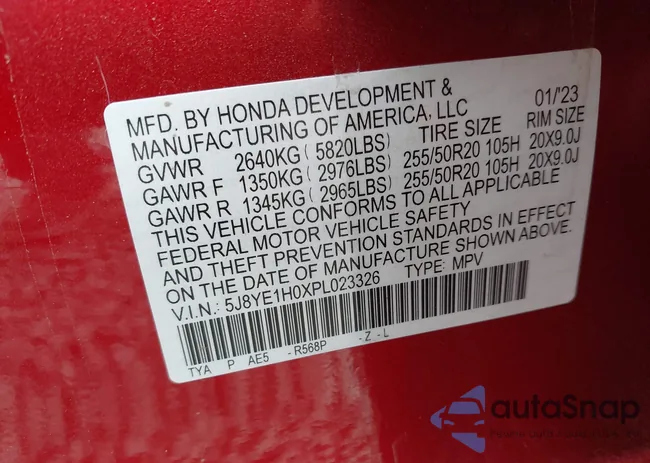 MFD. BY HONDA DEVELOPMENT &
MANUFACTURING OF AMERICA, LLC 01/'23
GVWR 2640KG (5820LBS) TIRE SIZE RIM SIZE
GAWR F 1350KG (2976LBS) 255/50R20 105H 20X9.0J
GAWR R 1345KG (2965LBS) 255/50R20 105H 20X9.0J
THIS VEHICLE CONFORMS TO ALL APPLICABLE
FEDERAL MOTOR VEHICLE SAFETY
AND THEFT PREVENTION STANDARDS IN EFFECT
ON THE DATE OF MANUFACTURE SHOWN ABOVE.
V.I.N.: 5J8YE1H0XPL023326 TYPE: MPV
TYA P AE5 -R568P -Z -L
autoSnap